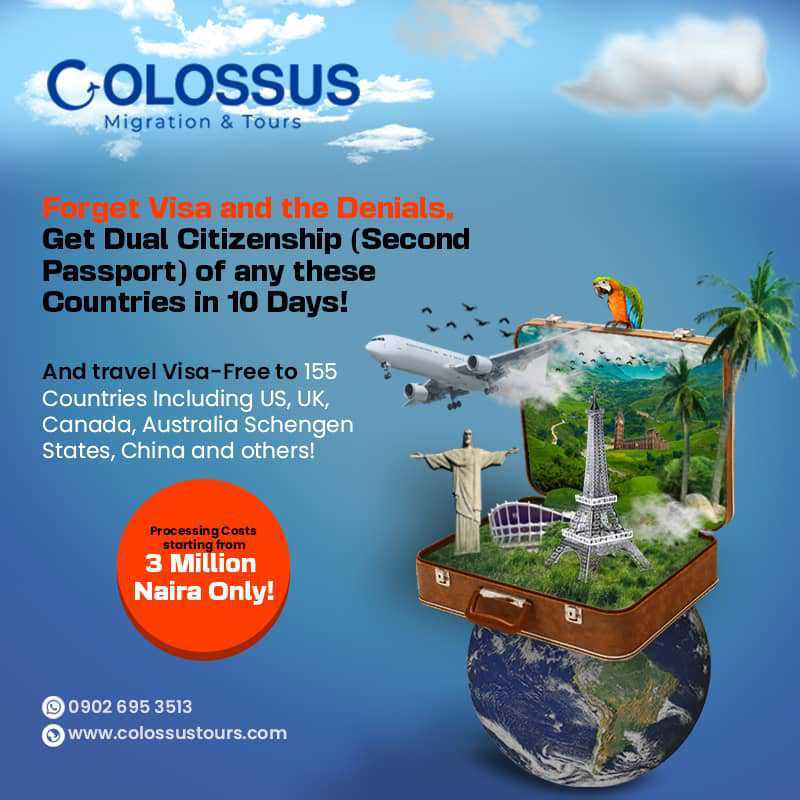 COLOSSUS
Migration & Tours
Forget Visa and the Denials,
Get Dual Citizenship (Second
Passport) of any these
Countries in 10 Days!
And travel Visa-Free to 155
Countries Including US, UK,
Canada, Australia Schengen
States, China and others!
Processing Costs
starting from
3 Million
Naira Only!
0902 695 3513
www.colossustours.com